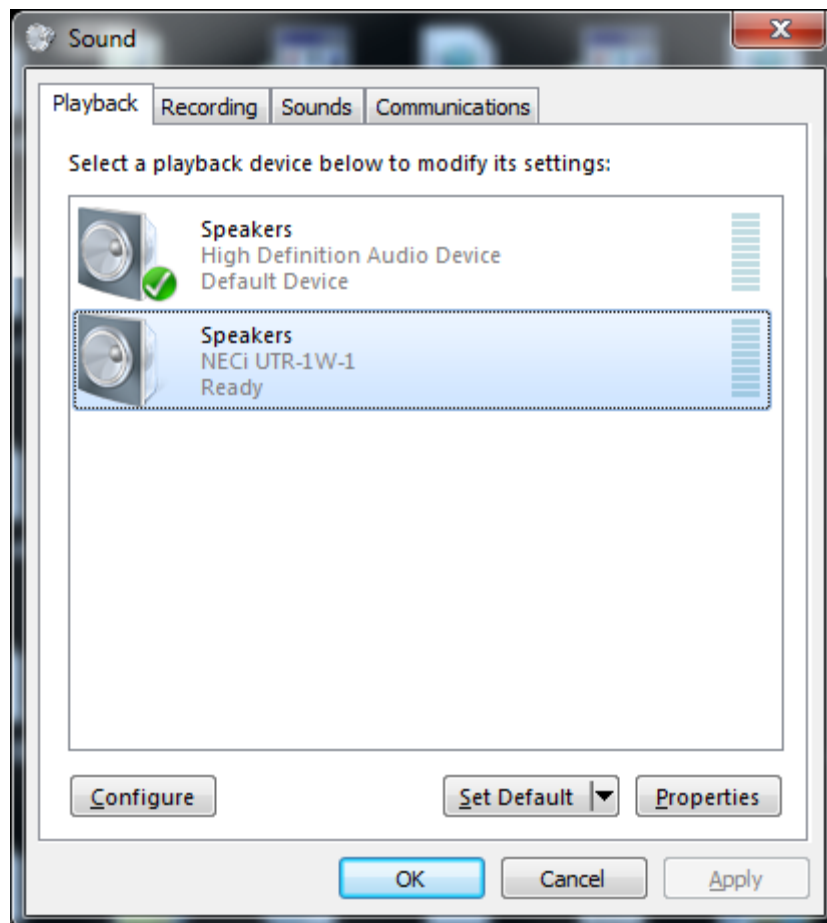 Sound
Playback Recording Sounds Communications
Select a playback device below to modify its settings:
Speakers
High Definition Audio Device
Default Device
Speakers
NECi UTR-1W-1
Ready
Configure Set Default Properties
OK Cancel Apply